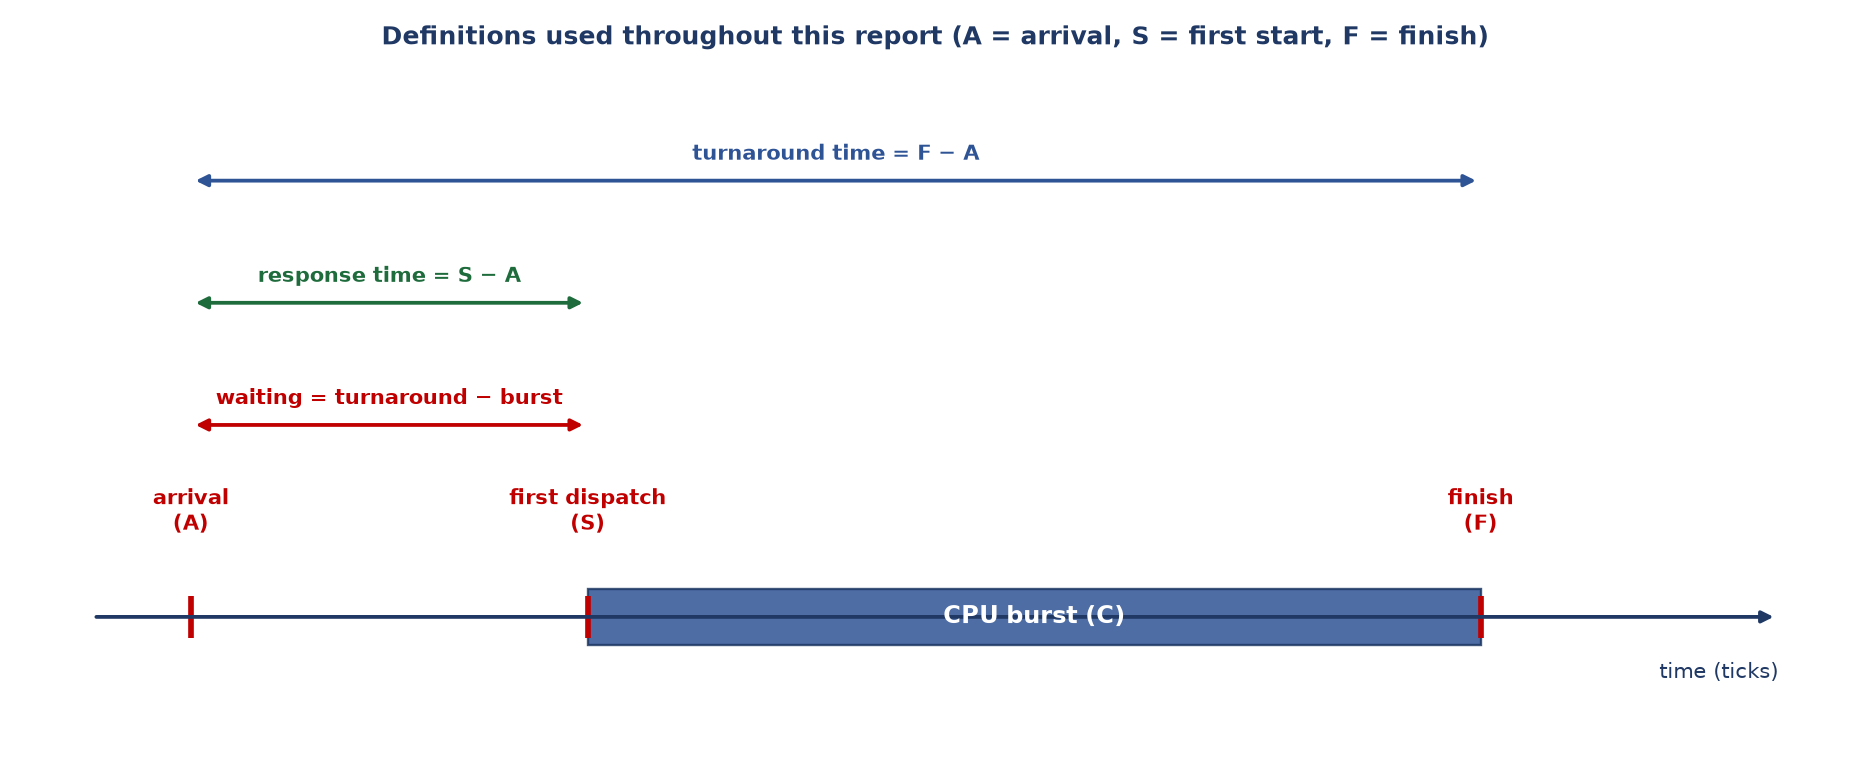 Definitions used throughout this report (A = arrival, S = first start, F = finish)
turnaround time = F − A
response time = S − A
waiting = turnaround − burst
arrival
(A)
first dispatch
(S)
finish
(F)
CPU burst (C)
time (ticks)